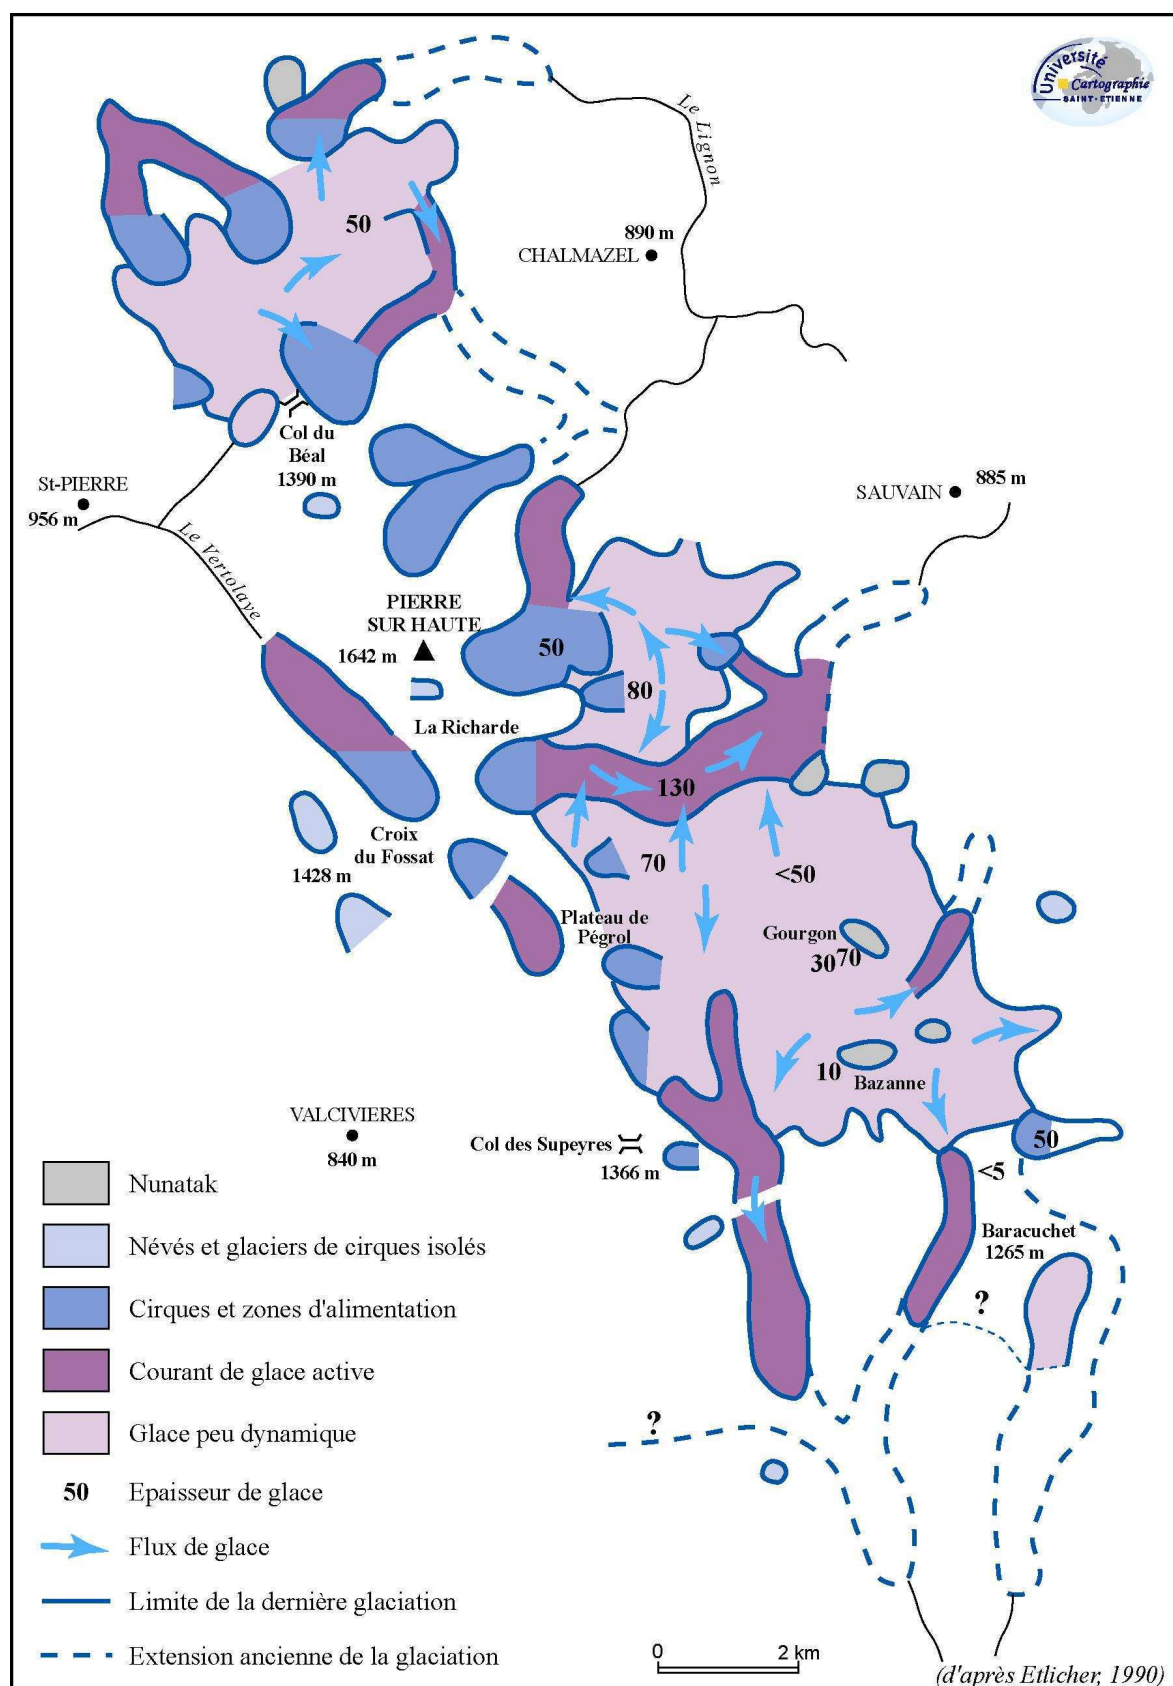 Université
Cartographie
SAINT-ETIENNE
Le Lignon
50
890 m
CHALMAZEL
Col du
Béal
1390 m
St-PIERRE
956 m
Le Vertolaye
SAUVAIN
885 m
PIERRE
SUR HAUTE
1642 m
50
80
La Richarde
130
Croix
du Fossat
1428 m
70
<50
Plateau de
Pégrol
Gourgon
30
70
10
Bazanne
VALCIVIERES
840 m
Col des Supeyres
1366 m
50
<5
Baracuchet
1265 m
?
?
Nunatak
Névés et glaciers de cirques isolés
Cirques et zones d'alimentation
Courant de glace active
Glace peu dynamique
50 Epaisseur de glace
Flux de glace
Limite de la dernière glaciation
Extension ancienne de la glaciation
0 2 km
(d'après Etlicher, 1990)